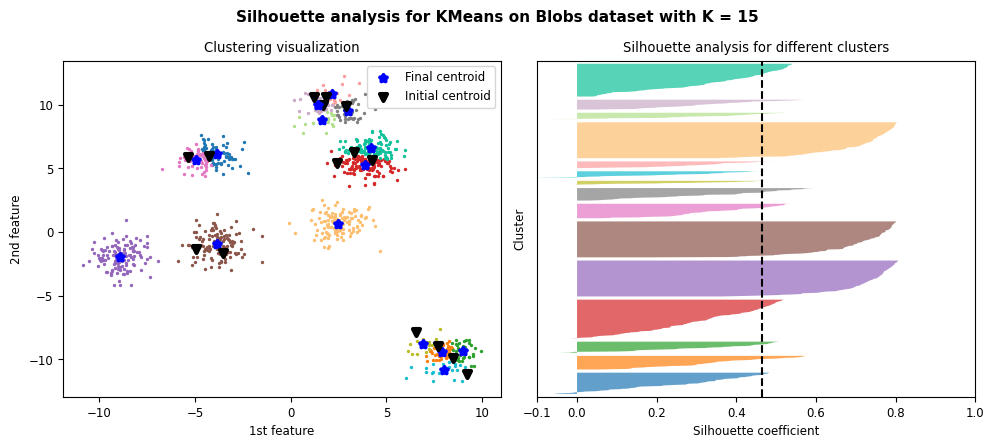 Silhouette analysis for KMeans on Blobs dataset with K = 15
Clustering visualization
Final centroid
Initial centroid
10
5
0
−5
−10
2nd feature
−10
−5
0
5
10
1st feature
Silhouette analysis for different clusters
Cluster
−0.1
0.0
0.2
0.4
0.6
0.8
1.0
Silhouette coefficient